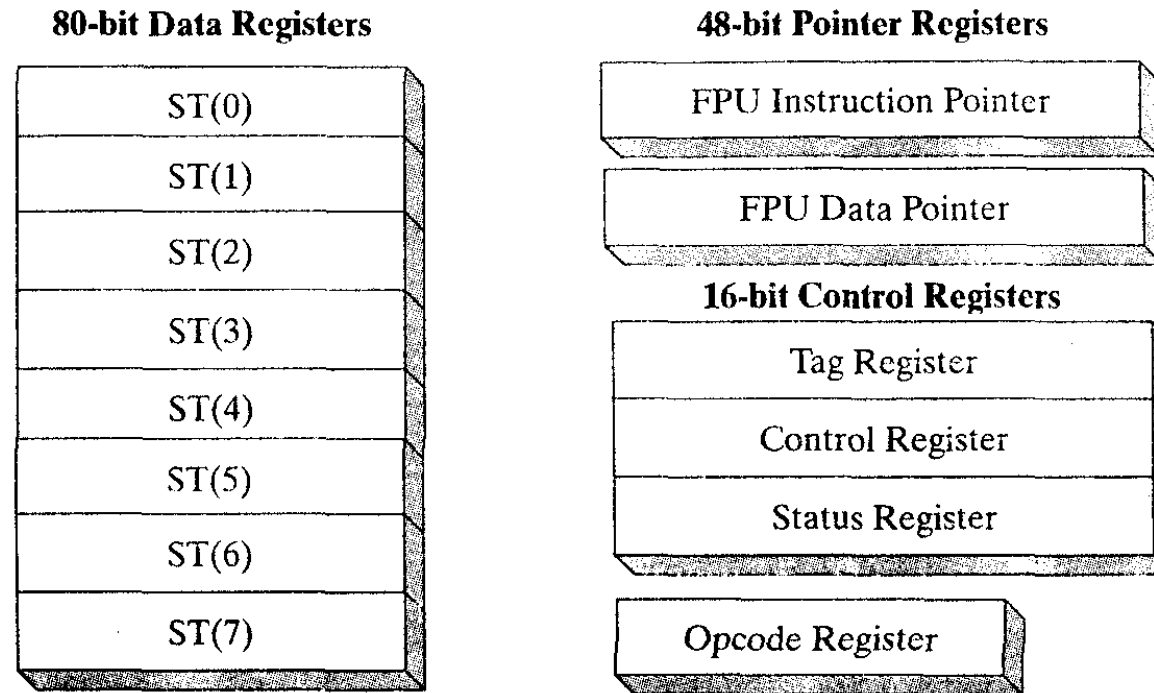 80-bit Data Registers
ST(0)
ST(1)
ST(2)
ST(3)
ST(4)
ST(5)
ST(6)
ST(7)
48-bit Pointer Registers
FPU Instruction Pointer
FPU Data Pointer
16-bit Control Registers
Tag Register
Control Register
Status Register
Opcode Register